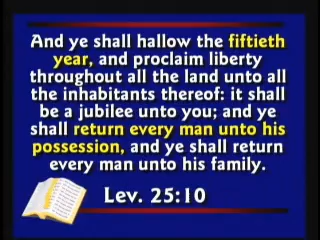 And ye shall hallow the fiftieth
year, and proclaim liberty
throughout all the land unto all
the inhabitants thereof: it shall
be a jubilee unto you; and ye
shall return every man unto his
possession, and ye shall return
every man unto his family.
Lev. 25:10